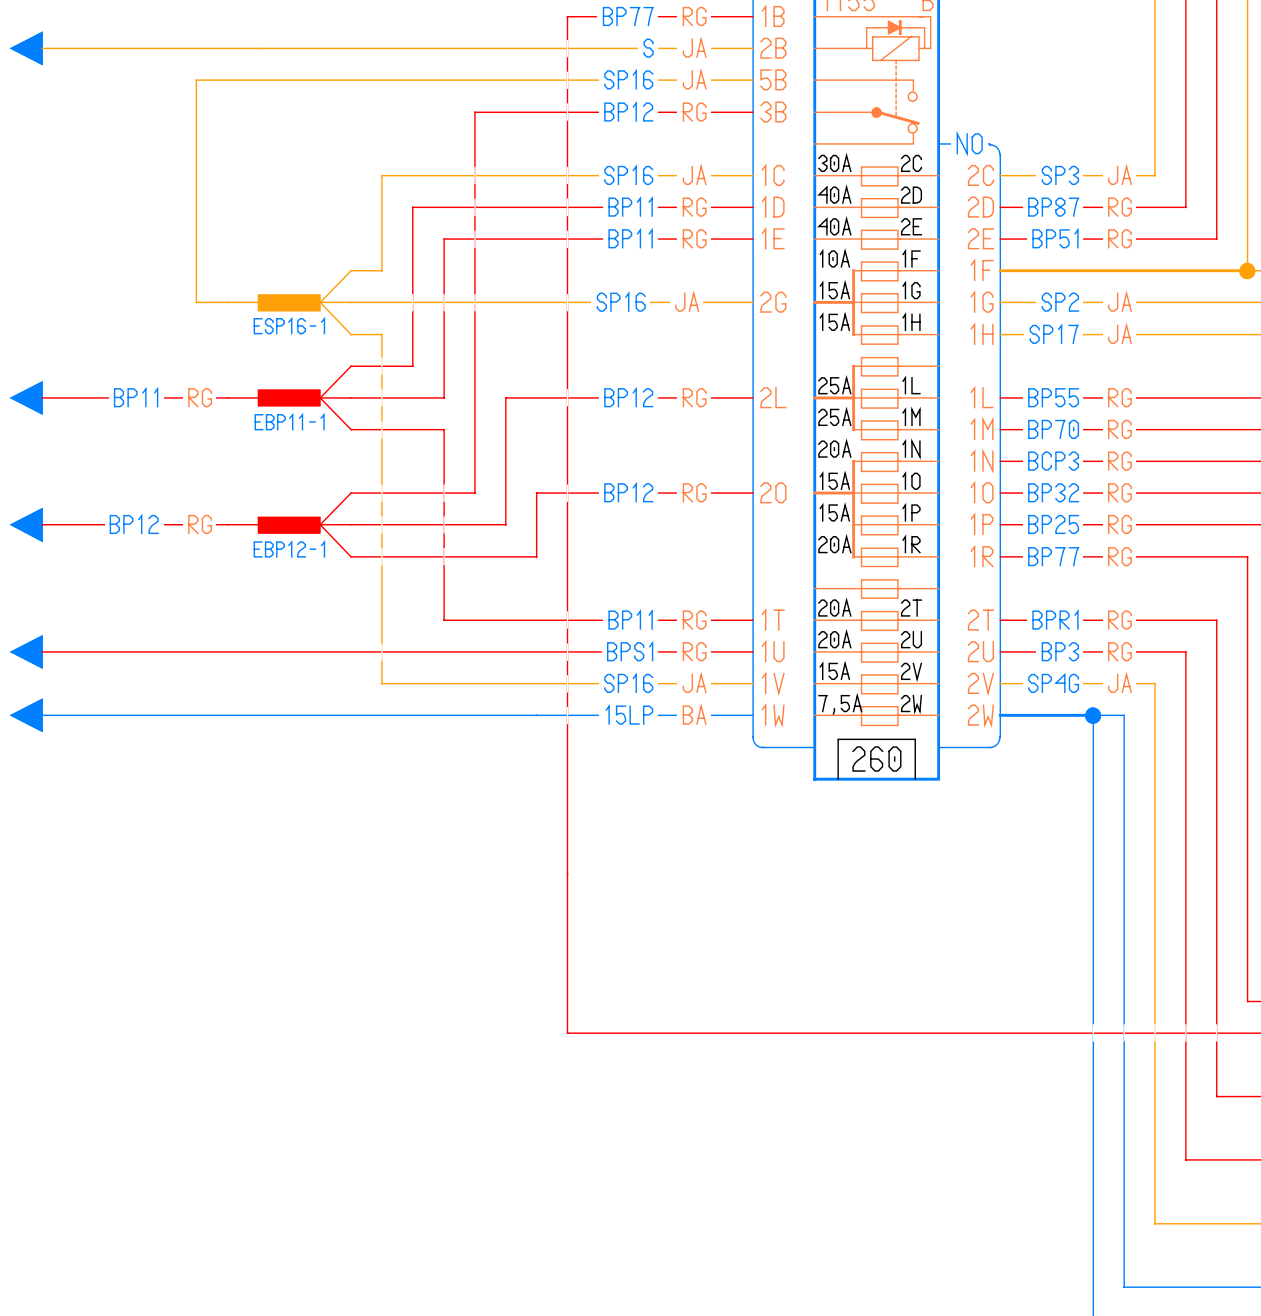 1155 B
BP77 RG 1B
S JA 2B
SP16 JA 5B
BP12 RG 3B
NO
SP16 JA 1C 30A 2C 2C SP3 JA
BP11 RG 1D 40A 2D 2D BP87 RG
BP11 RG 1E 40A 2E 2E BP51 RG
10A 1F 1F
SP16 JA 2G 15A 1G 1G SP2 JA
ESP16-1 15A 1H 1H SP17 JA
BP11 RG BP12 RG 2L 25A 1L 1L BP55 RG
EBP11-1 25A 1M 1M BP70 RG
20A 1N 1N BCP3 RG
BP12 RG 2O 15A 1O 1O BP32 RG
BP12 RG 15A 1P 1P BP25 RG
EBP12-1 20A 1R 1R BP77 RG
BP11 RG 1T 20A 2T 2T BPR1 RG
BPS1 RG 1U 20A 2U 2U BP3 RG
SP16 JA 1V 15A 2V 2V SP4G JA
15LP BA 1W 7,5A 2W 2W
260